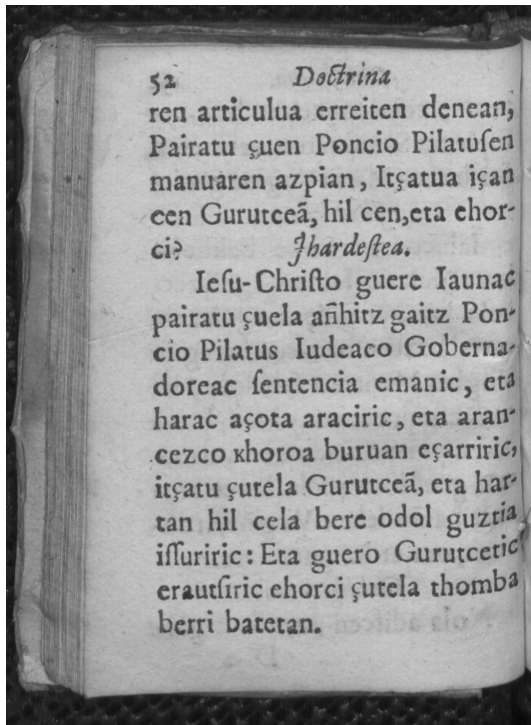 52 Doctrina
ren articulua erreiten denean,
Pairatu çuen Poncio Pilatuſen
manuaren azpian, Itçatua içan
cen Gurutceã, hil cen,eta ehor-
ci? Ihardeſtea.
Ieſu-Chriſto guere Iaunac
pairatu çuela añhitz gaitz Pon-
cio Pilatus Iudeaco Goberna-
doreac ſentencia emanic, eta
harac açota araciric, eta aran-
cezco khoroa buruan eçarriric,
itçatu çutela Gurutceã, eta har-
tan hil cela bere odol guztia
iſſuriric: Eta guero Gurutcetic
erautſiric ehorci çutela thomba
berri batetan.